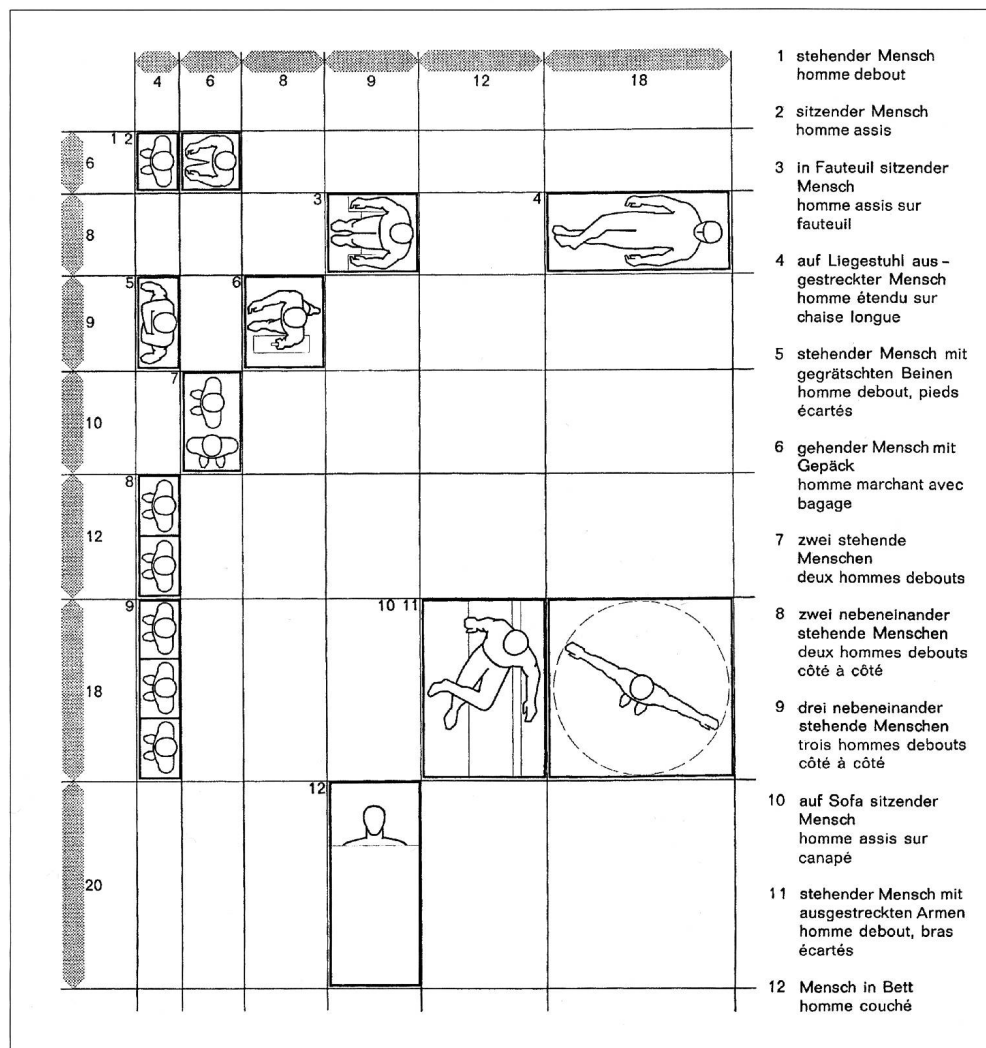 4 6 8 9 12 18
6
8
9
10
12
18
20
1 2
3
4
5
6
7
8
9
10 11
12
1 stehender Mensch
homme debout
2 sitzender Mensch
homme assis
3 in Fauteuil sitzender
Mensch
homme assis sur
fauteuil
4 auf Liegestuhl aus-
gestreckter Mensch
homme étendu sur
chaise longue
5 stehender Mensch mit
gegrätschten Beinen
homme debout, pieds
écartés
6 gehender Mensch mit
Gepäck
homme marchant avec
bagage
7 zwei stehende
Menschen
deux hommes debouts
8 zwei nebeneinander
stehende Menschen
deux hommes debouts
côté à côté
9 drei nebeneinander
stehende Menschen
trois hommes debouts
côté à côté
10 auf Sofa sitzender
Mensch
homme assis sur
canapé
11 stehender Mensch mit
ausgestreckten Armen
homme debout, bras
écartés
12 Mensch in Bett
homme couché